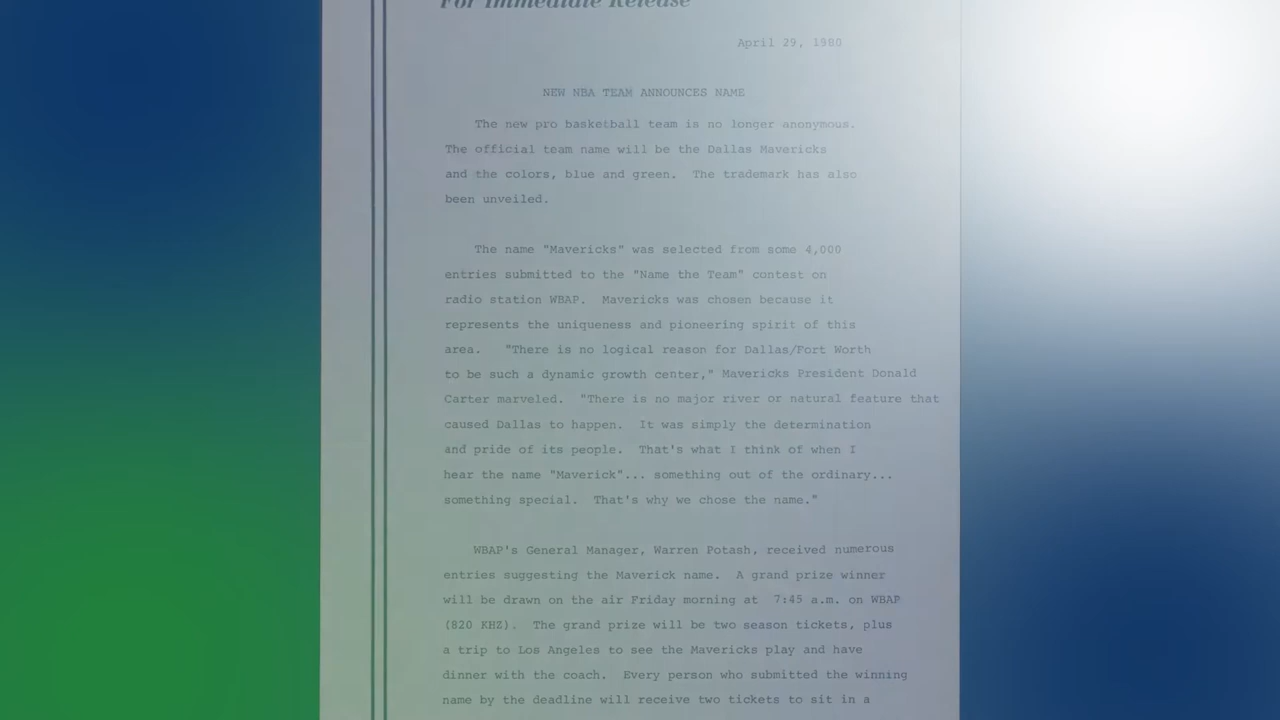 For Immediate Release
April 29, 1980
NEW NBA TEAM ANNOUNCES NAME
The new pro basketball team is no longer anonymous.
The official team name will be the Dallas Mavericks
and the colors, blue and green. The trademark has also
been unveiled.
The name "Mavericks" was selected from some 4,000
entries submitted to the "Name the Team" contest on
radio station WBAP. Mavericks was chosen because it
represents the uniqueness and pioneering spirit of this
area. "There is no logical reason for Dallas/Fort Worth
to be such a dynamic growth center," Mavericks President Donald
Carter marveled. "There is no major river or natural feature that
caused Dallas to happen. It was simply the determination
and pride of its people. That's what I think of when I
hear the name "Maverick"... something out of the ordinary...
something special. That's why we chose the name."
WBAP's General Manager, Warren Potash, received numerous
entries suggesting the Maverick name. A grand prize winner
will be drawn on the air Friday morning at 7:45 a.m. on WBAP
(820 KHZ). The grand prize will be two season tickets, plus
a trip to Los Angeles to see the Mavericks play and have
dinner with the coach. Every person who submitted the winning
name by the deadline will receive two tickets to sit in a